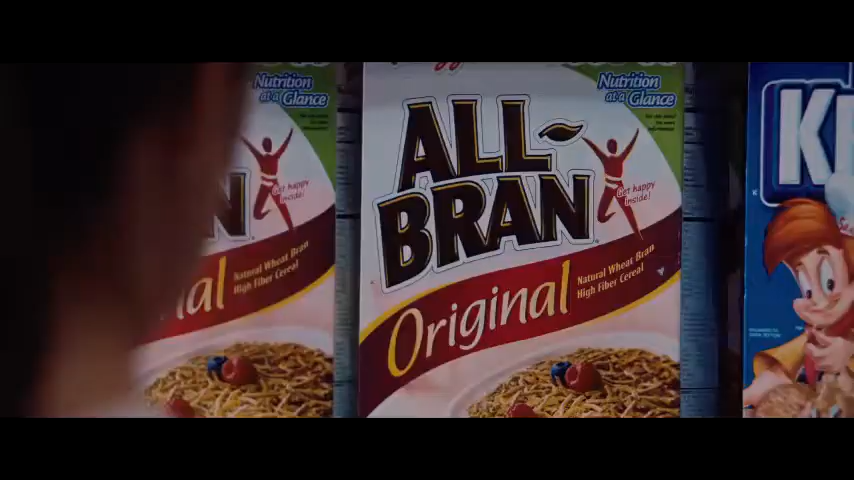 Nutrition
at a Glance
Get happy
inside!
N
al
Natural Wheat Bran
High Fiber Cereal
Nutrition
at a Glance
ALL-
BRAN
Get happy
inside!
Original
Natural Wheat Bran
High Fiber Cereal
K